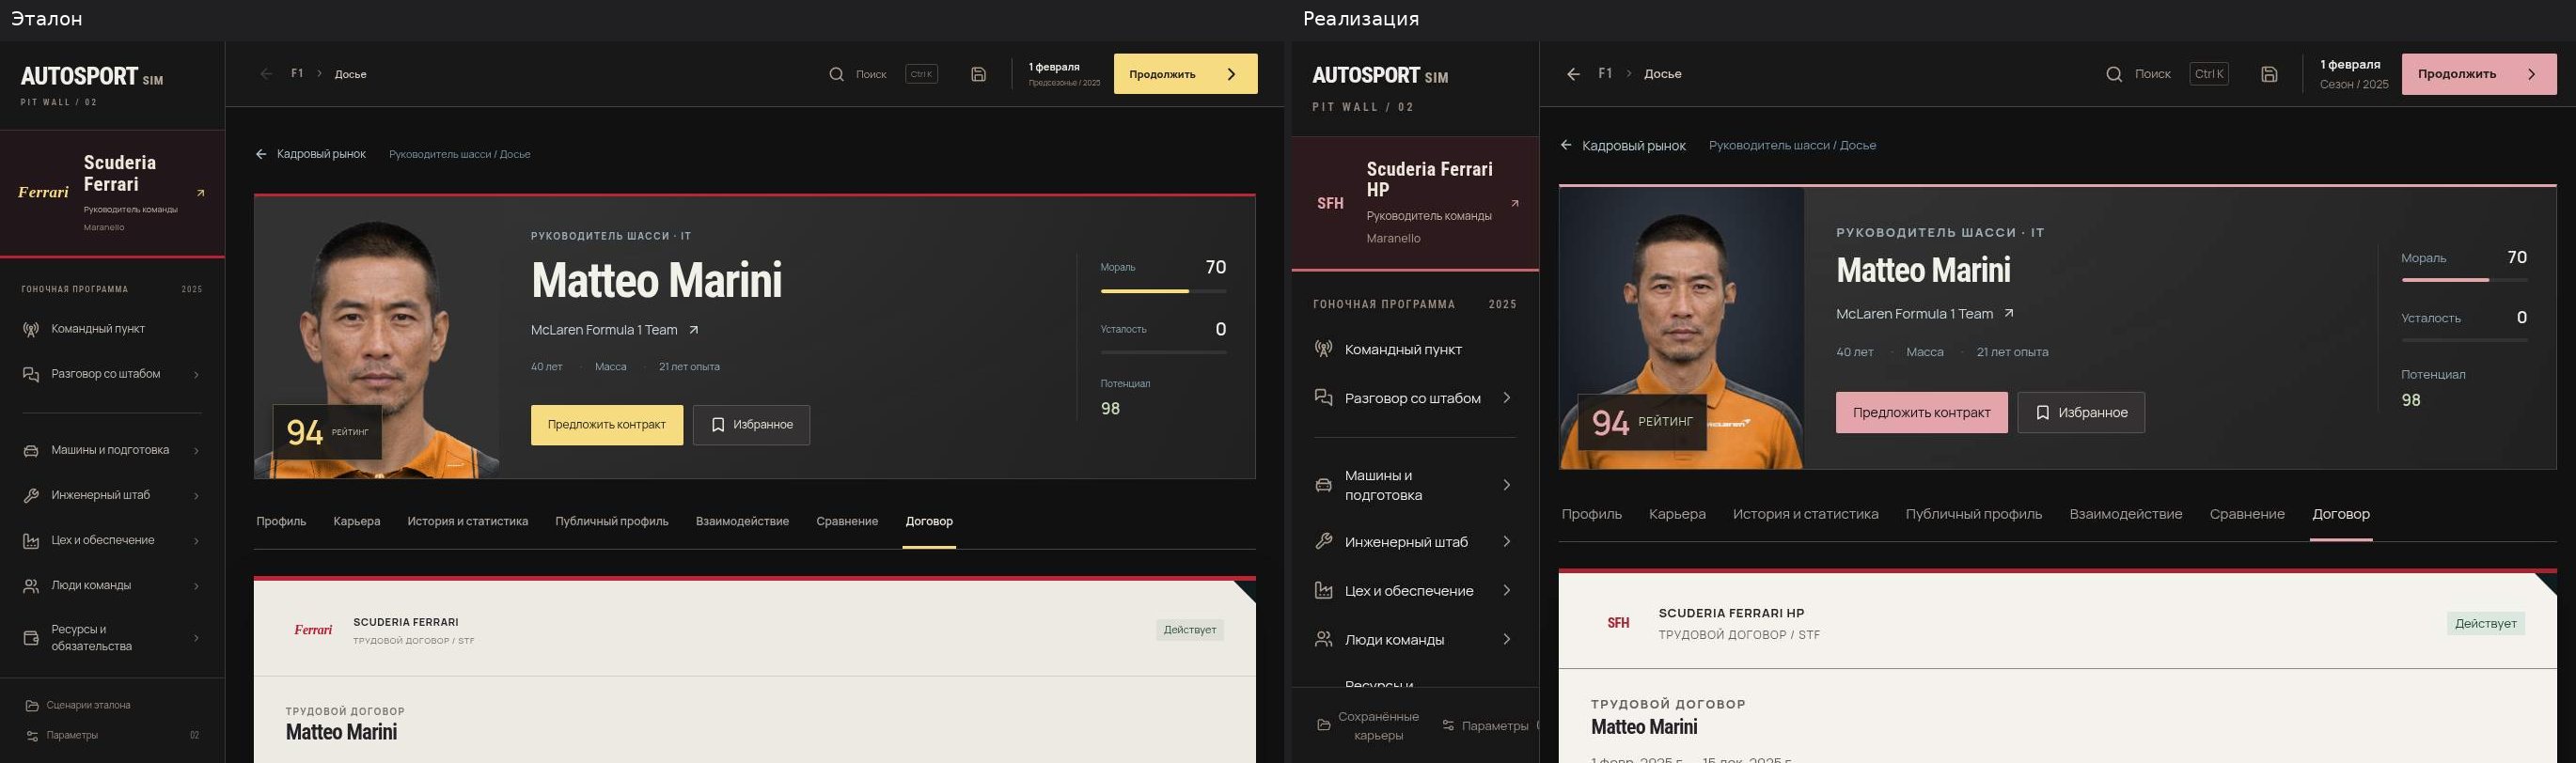 Эталон
AUTOSPORT SIM
PIT WALL / 02
Ferrari
Scuderia
Ferrari
Руководитель команды
Maranello
ГОНОЧНАЯ ПРОГРАММА 2025
Командный пункт
Разговор со штабом
Машины и подготовка
Инженерный штаб
Цех и обеспечение
Люди команды
Ресурсы и
обязательства
Сценарии эталона
Параметры 02
F1 Досье
Поиск Ctrl K
1 февраля
Предсезонье / 2025
Продолжить
Кадровый рынок Руководитель шасси / Досье
94 РЕЙТИНГ
РУКОВОДИТЕЛЬ ШАССИ · IT
Matteo Marini
McLaren Formula 1 Team
40 лет · Масса · 21 лет опыта
Предложить контракт Избранное
Мораль 70
Усталость 0
Потенциал
98
Профиль Карьера История и статистика Публичный профиль Взаимодействие Сравнение Договор
Ferrari
SCUDERIA FERRARI
ТРУДОВОЙ ДОГОВОР / STF
Действует
ТРУДОВОЙ ДОГОВОР
Matteo Marini
Реализация
AUTOSPORT SIM
PIT WALL / 02
SFH
Scuderia Ferrari
HP
Руководитель команды
Maranello
ГОНОЧНАЯ ПРОГРАММА 2025
Командный пункт
Разговор со штабом
Машины и
подготовка
Инженерный штаб
Цех и обеспечение
Люди команды
Ресурсы и
Сохранённые
карьеры
Параметры
F1 Досье
Поиск Ctrl K
1 февраля
Сезон / 2025
Продолжить
Кадровый рынок Руководитель шасси / Досье
94 РЕЙТИНГ
РУКОВОДИТЕЛЬ ШАССИ · IT
Matteo Marini
McLaren Formula 1 Team
40 лет · Масса · 21 лет опыта
Предложить контракт Избранное
Мораль 70
Усталость 0
Потенциал
98
Профиль Карьера История и статистика Публичный профиль Взаимодействие Сравнение Договор
SFH
SCUDERIA FERRARI HP
ТРУДОВОЙ ДОГОВОР / STF
Действует
ТРУДОВОЙ ДОГОВОР
Matteo Marini